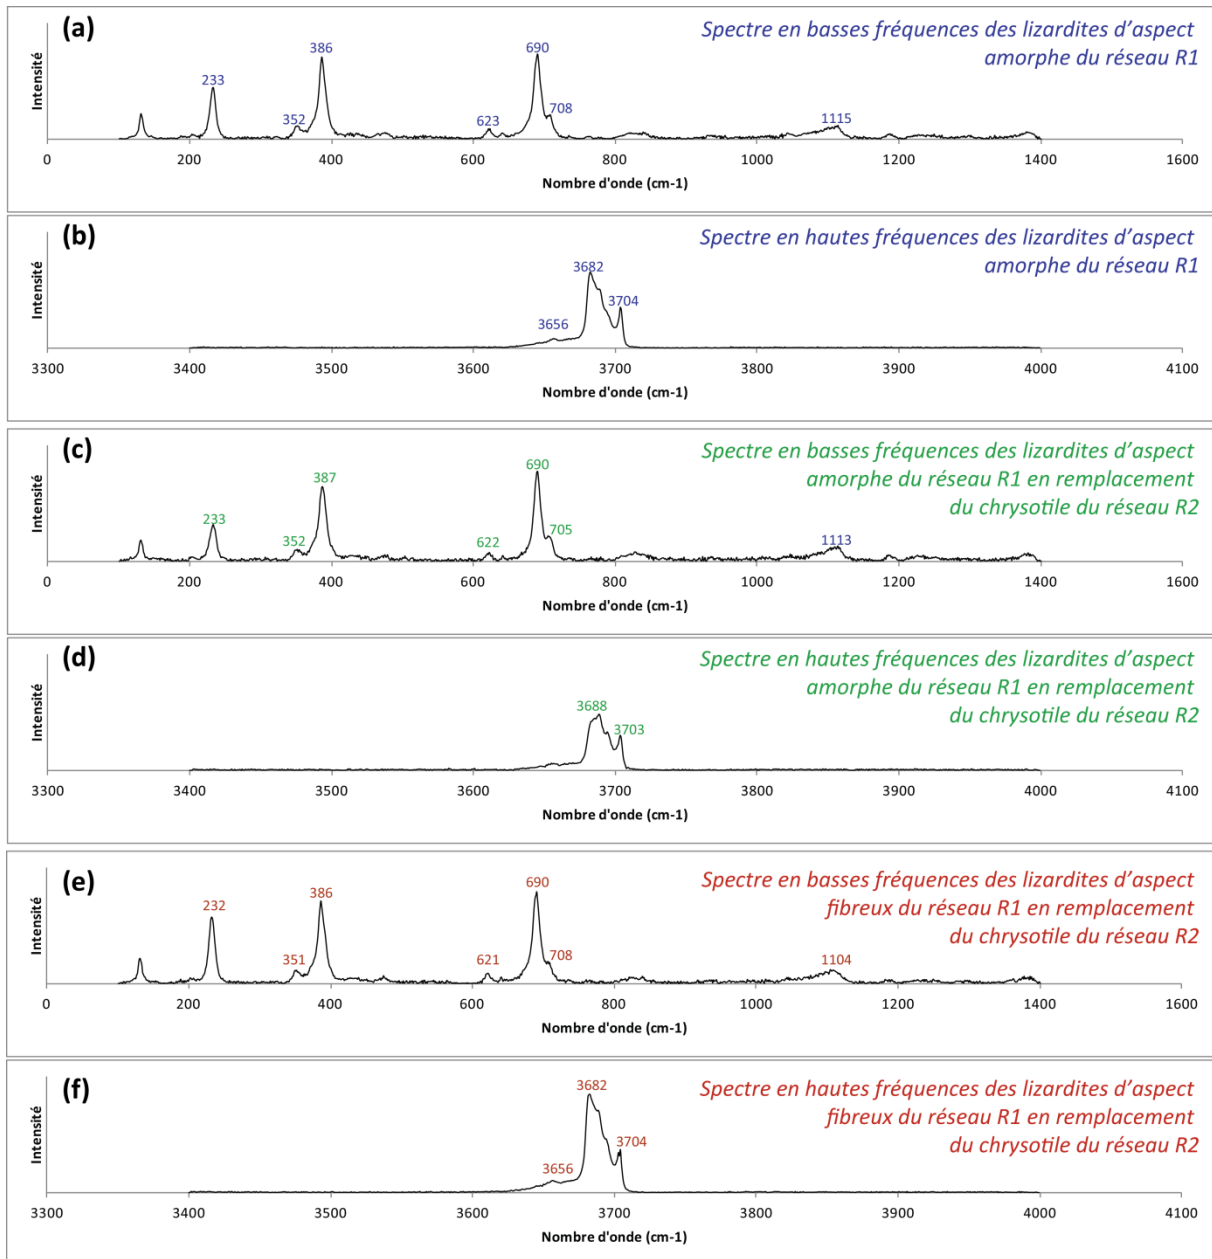 (a)
Spectre en basses fréquences des lizardites d'aspect
amorphe du réseau R1
Intensité
233
352
386
623
690
708
1115
0 200 400 600 800 1000 1200 1400 1600
Nombre d'onde (cm-1)
(b)
Spectre en hautes fréquences des lizardites d'aspect
amorphe du réseau R1
Intensité
3656
3682
3704
3300 3400 3500 3600 3700 3800 3900 4000 4100
Nombre d'onde (cm-1)
(c)
Spectre en basses fréquences des lizardites d'aspect
amorphe du réseau R1 en remplacement
du chrysotile du réseau R2
Intensité
233
352
387
622
690
705
1113
0 200 400 600 800 1000 1200 1400 1600
Nombre d'onde (cm-1)
(d)
Spectre en hautes fréquences des lizardites d'aspect
amorphe du réseau R1 en remplacement
du chrysotile du réseau R2
Intensité
3688
3703
3300 3400 3500 3600 3700 3800 3900 4000 4100
Nombre d'onde (cm-1)
(e)
Spectre en basses fréquences des lizardites d'aspect
fibreux du réseau R1 en remplacement
du chrysotile du réseau R2
Intensité
232
351
386
621
690
708
1104
0 200 400 600 800 1000 1200 1400 1600
Nombre d'onde (cm-1)
(f)
Spectre en hautes fréquences des lizardites d'aspect
fibreux du réseau R1 en remplacement
du chrysotile du réseau R2
Intensité
3656
3682
3704
3300 3400 3500 3600 3700 3800 3900 4000 4100
Nombre d'onde (cm-1)